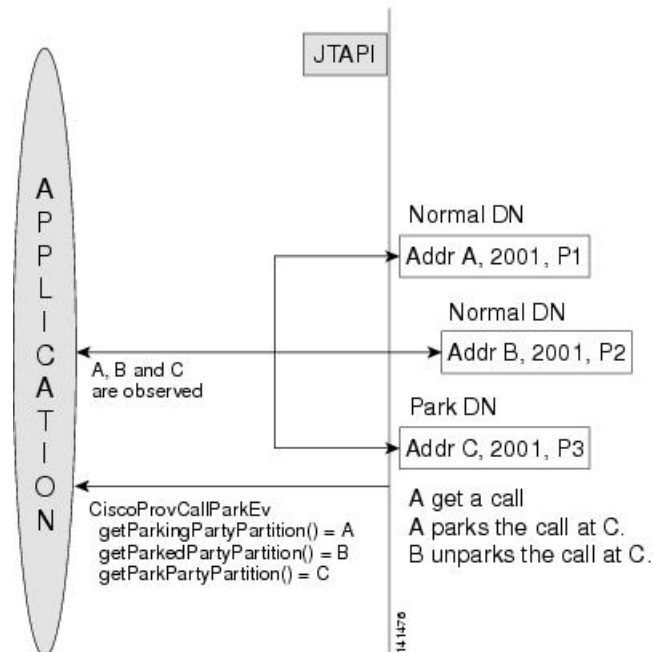 JTAPI
APPLICATION
Normal DN
Addr A, 2001, P1
Normal DN
Addr B, 2001, P2
A, B and C
are observed
Park DN
Addr C, 2001, P3
CiscoProvCallParkEv
getParkingPartyPartition() = A
getParkedPartyPartition() = B
getParkPartyPartition() = C
A get a call
A parks the call at C.
B unparks the call at C.
141476